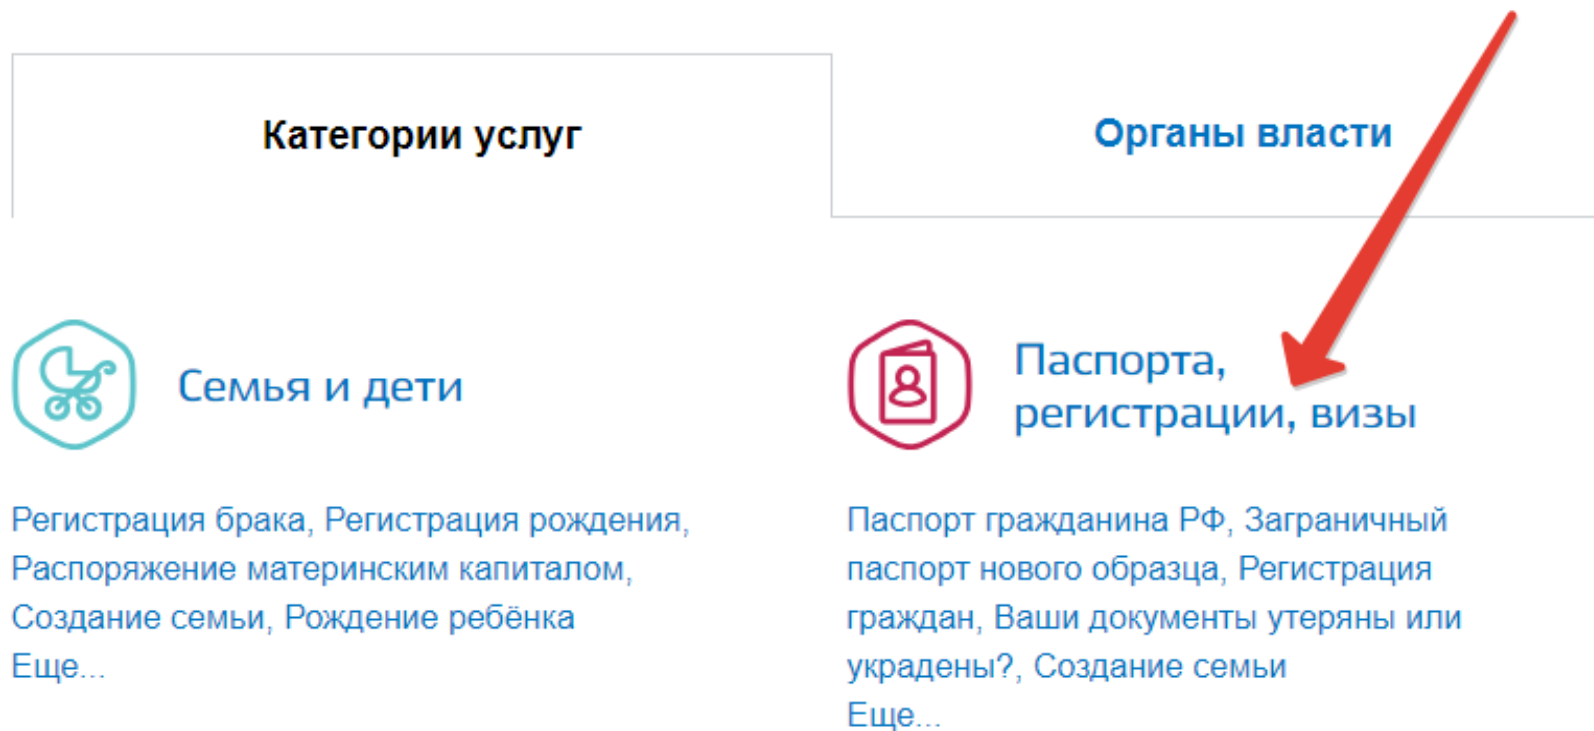 Категории услуг
Органы власти
Семья и дети
Паспорта,
регистрации, визы
Регистрация брака, Регистрация рождения,
Распоряжение материнским капиталом,
Создание семьи, Рождение ребёнка
Еще...
Паспорт гражданина РФ, Заграничный
паспорт нового образца, Регистрация
граждан, Ваши документы утеряны или
украдены?, Создание семьи
Еще...